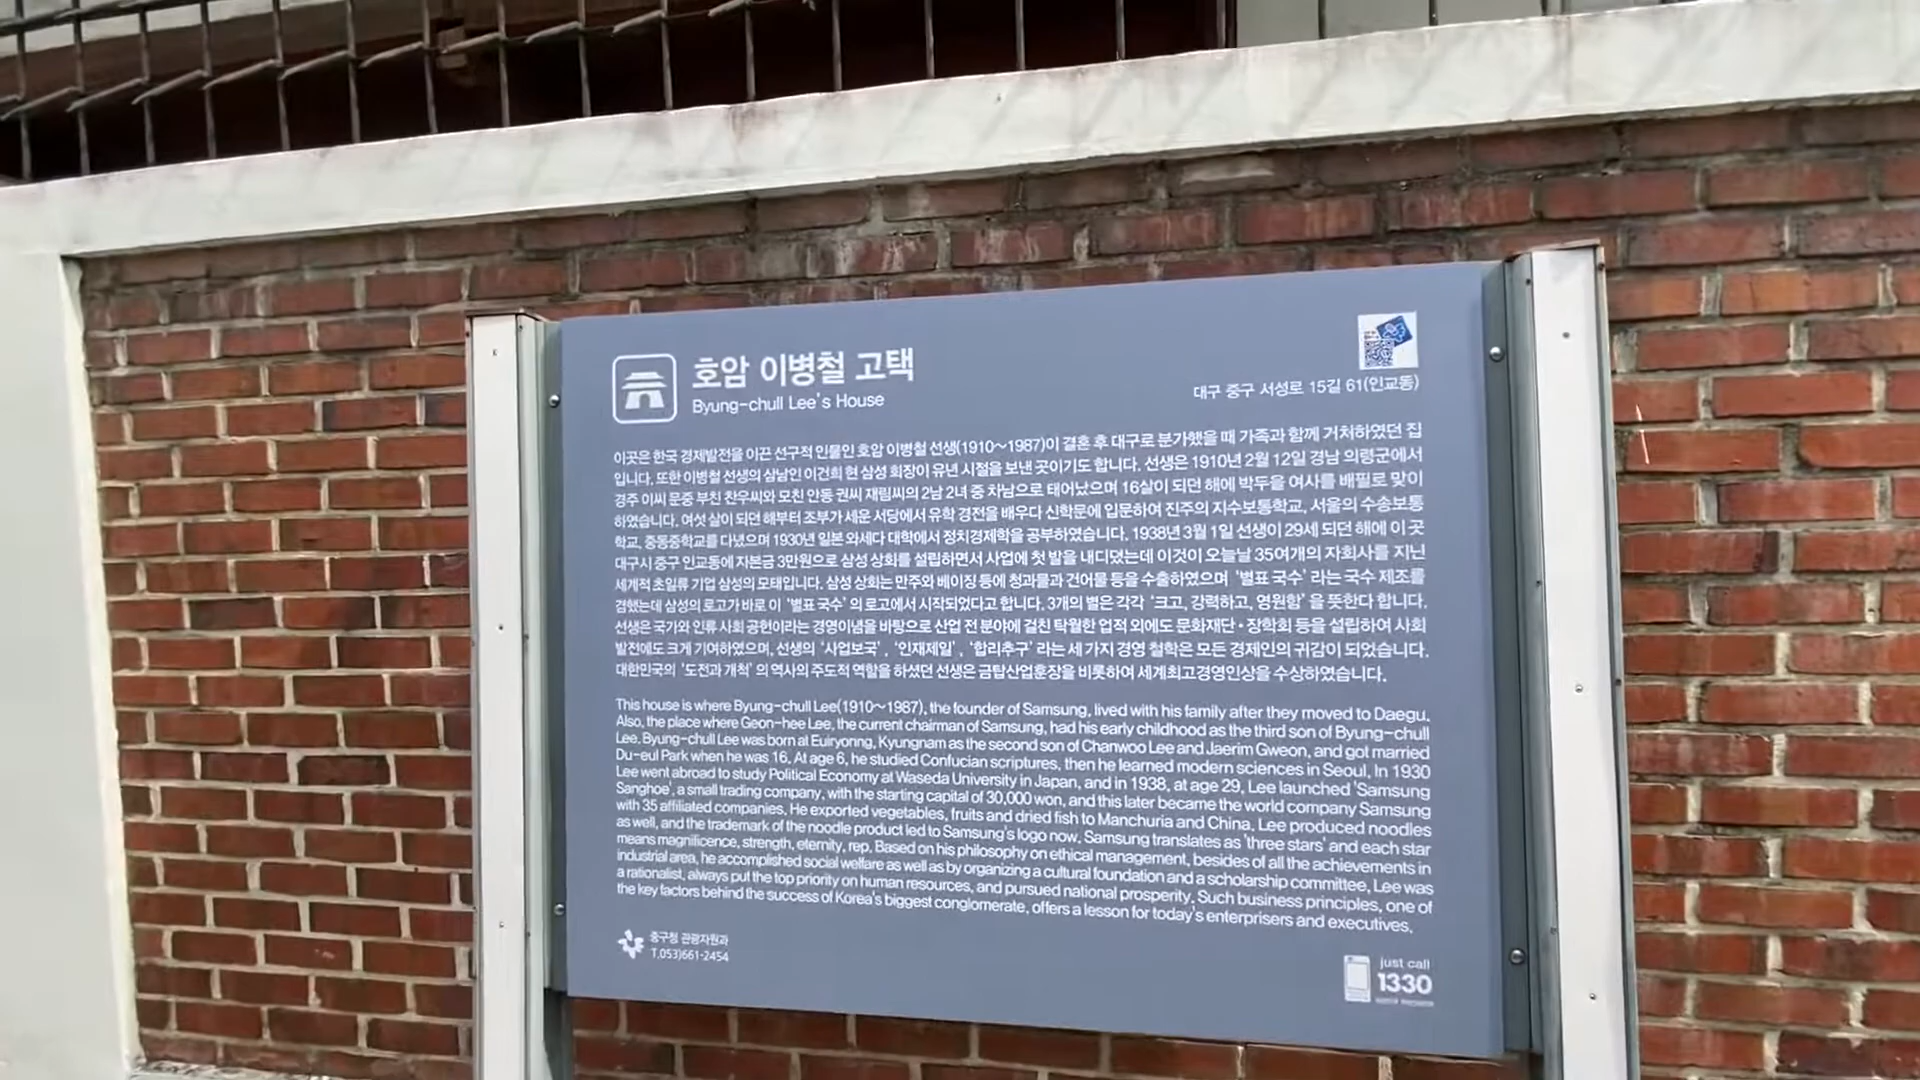 호암 이병철 고택
Byung-chull Lee's House
대구 중구 서성로 15길 61(인교동)
이곳은 한국 경제발전을 이끈 선구적 인물인 호암 이병철 선생(1910~1987)이 결혼 후 대구로 분가했을 때 가족과 함께 거처하였던 집
입니다. 또한 이병철 선생의 삼남인 이건희 현 삼성 회장이 유년 시절을 보낸 곳이기도 합니다. 선생은 1910년 2월 12일 경남 의령군에서
경주 이씨 문중 부친 찬우씨와 모친 안동 권씨 재림씨의 2남 2녀 중 차남으로 태어났으며 16살이 되던 해에 박두을 여사를 배필로 맞이
하였습니다. 여섯 살이 되던 해부터 조부가 세운 서당에서 유학 경전을 배우다 신학문에 입문하여 진주의 지수보통학교, 서울의 수송보통
학교, 중동중학교를 다녔으며 1930년 일본 와세다 대학에서 정치경제학을 공부하였습니다. 1938년 3월 1일 선생이 29세 되던 해에 이 곳
대구시 중구 인교동에 자본금 3만원으로 삼성 상회를 설립하면서 사업에 첫 발을 내디뎠는데 이것이 오늘날 35여개의 자회사를 지닌
세계적 초일류 기업 삼성의 모태입니다. 삼성 상회는 만주와 베이징 등에 청과물과 건어물 등을 수출하였으며 '별표 국수' 라는 국수 제조를
겸했는데 삼성의 로고가 바로 이 '별표 국수' 의 로고에서 시작되었다고 합니다. 3개의 별은 각각 '크고, 강력하고, 영원함' 을 뜻한다 합니다.
선생은 국가와 인류 사회 공헌이라는 경영이념을 바탕으로 산업 전 분야에 걸친 탁월한 업적 외에도 문화재단·장학회 등을 설립하여 사회
발전에도 크게 기여하였으며, 선생의 '사업보국', '인재제일', '합리추구' 라는 세 가지 경영 철학은 모든 경제인의 귀감이 되었습니다.
대한민국의 '도전과 개척' 의 역사의 주도적 역할을 하셨던 선생은 금탑산업훈장을 비롯하여 세계최고경영인상을 수상하였습니다.
This house is where Byung-chull Lee(1910~1987), the founder of Samsung, lived with his family after they moved to Daegu.
Also, the place where Geon-hee Lee, the current chairman of Samsung, had his early childhood as the third son of Byung-chull
Lee. Byung-chull Lee was born at Euiryong, Kyungnam as the second son of Chanwoo Lee and Jaerim Gweon, and got married
Du-eul Park when he was 16. At age 6, he studied Confucian scriptures, then he learned modern sciences in Seoul. In 1930
Lee went abroad to study Political Economy at Waseda University in Japan, and in 1938, at age 29, Lee launched 'Samsung
Sanghoe', a small trading company, with the starting capital of 30,000 won, and this later became the world company Samsung
with 35 affiliated companies. He exported vegetables, fruits and dried fish to Manchuria and China. Lee produced noodles
as well, and the trademark of the noodle product led to Samsung's logo now. Samsung translates as 'three stars' and each star
means magnificence, strength, eternity, rep. Based on his philosophy on ethical management, besides of all the achievements in
industrial area, he accomplished social welfare as well as by organizing a cultural foundation and a scholarship committee, Lee was
a rationalist, always put the top priority on human resources, and pursued national prosperity. Such business principles, one of
the key factors behind the success of Korea's biggest conglomerate, offers a lesson for today's enterprisers and executives.
중구청 관광자원과
T.053)661-2454
just call
1330